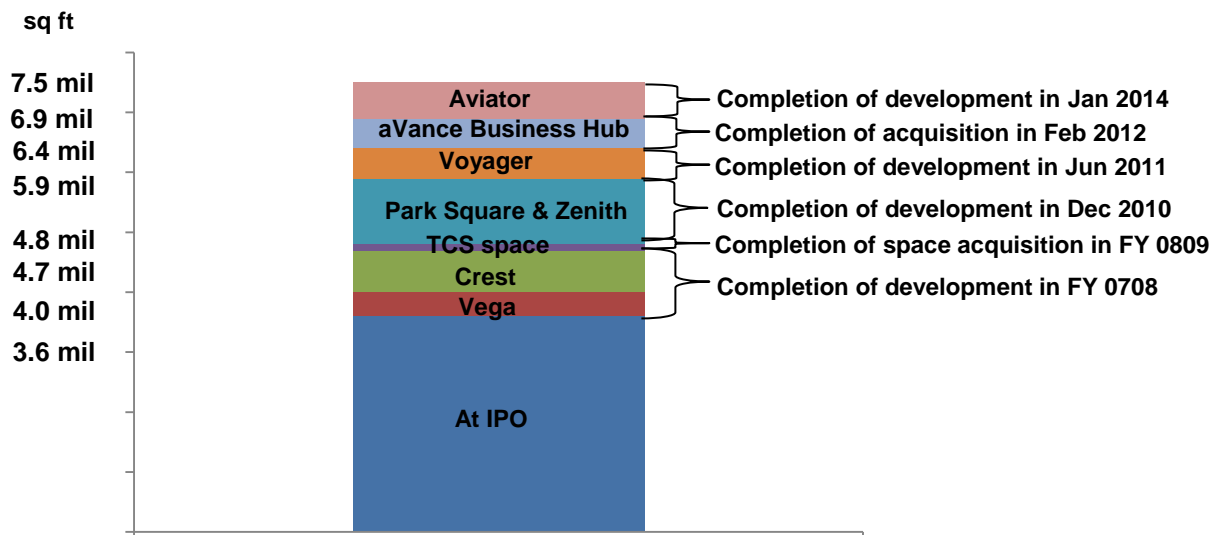 sq ft
7.5 mil
Aviator
Completion of development in Jan 2014
6.9 mil
aVance Business Hub
Completion of acquisition in Feb 2012
6.4 mil
Voyager
Completion of development in Jun 2011
5.9 mil
Park Square & Zenith
Completion of development in Dec 2010
4.8 mil
TCS space
Completion of space acquisition in FY 0809
4.7 mil
Crest
Completion of development in FY 0708
4.0 mil
Vega
3.6 mil
At IPO